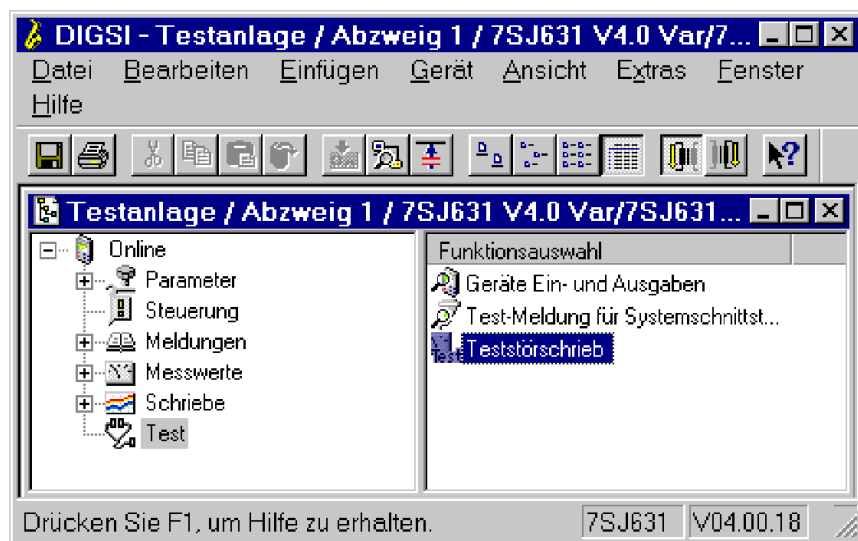 DIGSI - Testanlage / Abzweig 1 / 7SJ631 V4.0 Var/7...
Datei Bearbeiten Einfügen Gerät Ansicht Extras Fenster
Hilfe
Testanlage / Abzweig 1 / 7SJ631 V4.0 Var/7SJ631...
Online
Parameter
Steuerung
Meldungen
Messwerte
Schriebe
Test
Funktionsauswahl
Geräte Ein- und Ausgaben
Test-Meldung für Systemschnittst...
Test Teststörschrieb
Drücken Sie F1, um Hilfe zu erhalten. 7SJ631 V04.00.18